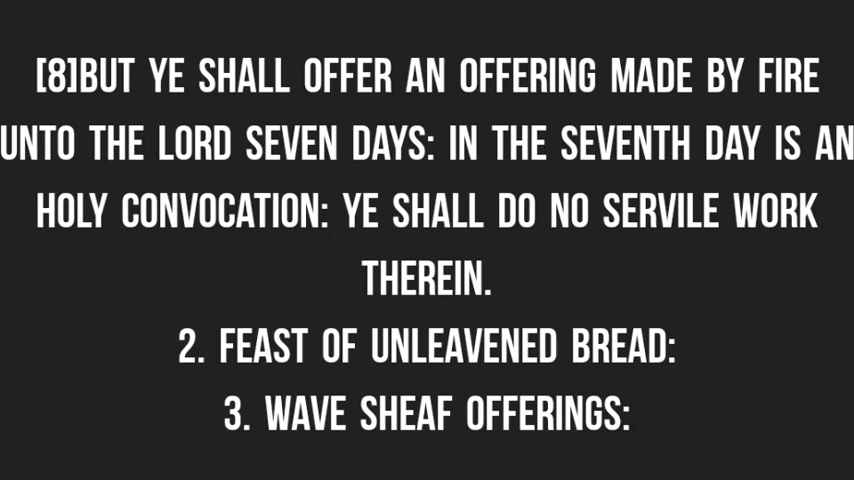 [8]BUT YE SHALL OFFER AN OFFERING MADE BY FIRE
UNTO THE LORD SEVEN DAYS: IN THE SEVENTH DAY IS AN
HOLY CONVOCATION: YE SHALL DO NO SERVILE WORK
THEREIN.
2. FEAST OF UNLEAVENED BREAD:
3. WAVE SHEAF OFFERINGS: